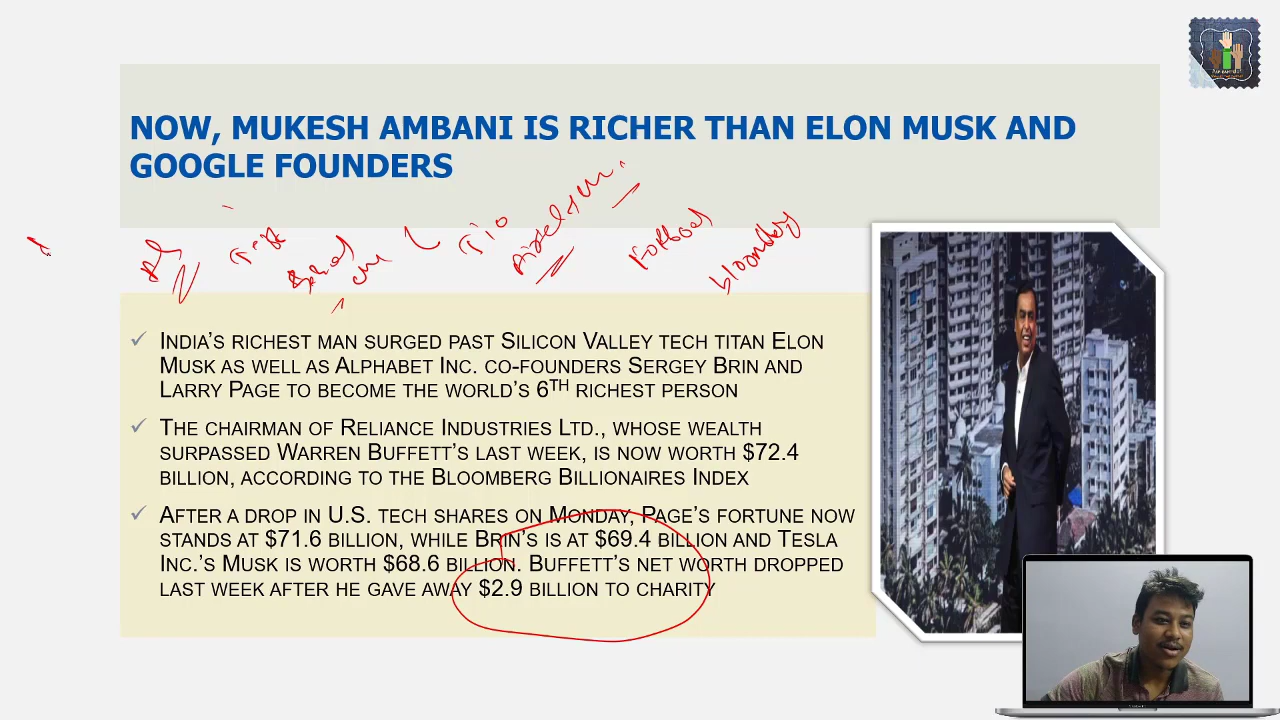 NOW, MUKESH AMBANI IS RICHER THAN ELON MUSK AND
GOOGLE FOUNDERS
INDIA'S RICHEST MAN SURGED PAST SILICON VALLEY TECH TITAN ELON
MUSK AS WELL AS ALPHABET INC. CO-FOUNDERS SERGEY BRIN AND
LARRY PAGE TO BECOME THE WORLD'S 6TH RICHEST PERSON
THE CHAIRMAN OF RELIANCE INDUSTRIES LTD., WHOSE WEALTH
SURPASSED WARREN BUFFETT'S LAST WEEK, IS NOW WORTH $72.4
BILLION, ACCORDING TO THE BLOOMBERG BILLIONAIRES INDEX
AFTER A DROP IN U.S. TECH SHARES ON MONDAY, PAGE'S FORTUNE NOW
STANDS AT $71.6 BILLION, WHILE BRIN'S IS AT $69.4 BILLION AND TESLA
INC.'S MUSK IS WORTH $68.6 BILLION. BUFFETT'S NET WORTH DROPPED
LAST WEEK AFTER HE GAVE AWAY $2.9 BILLION TO CHARITY